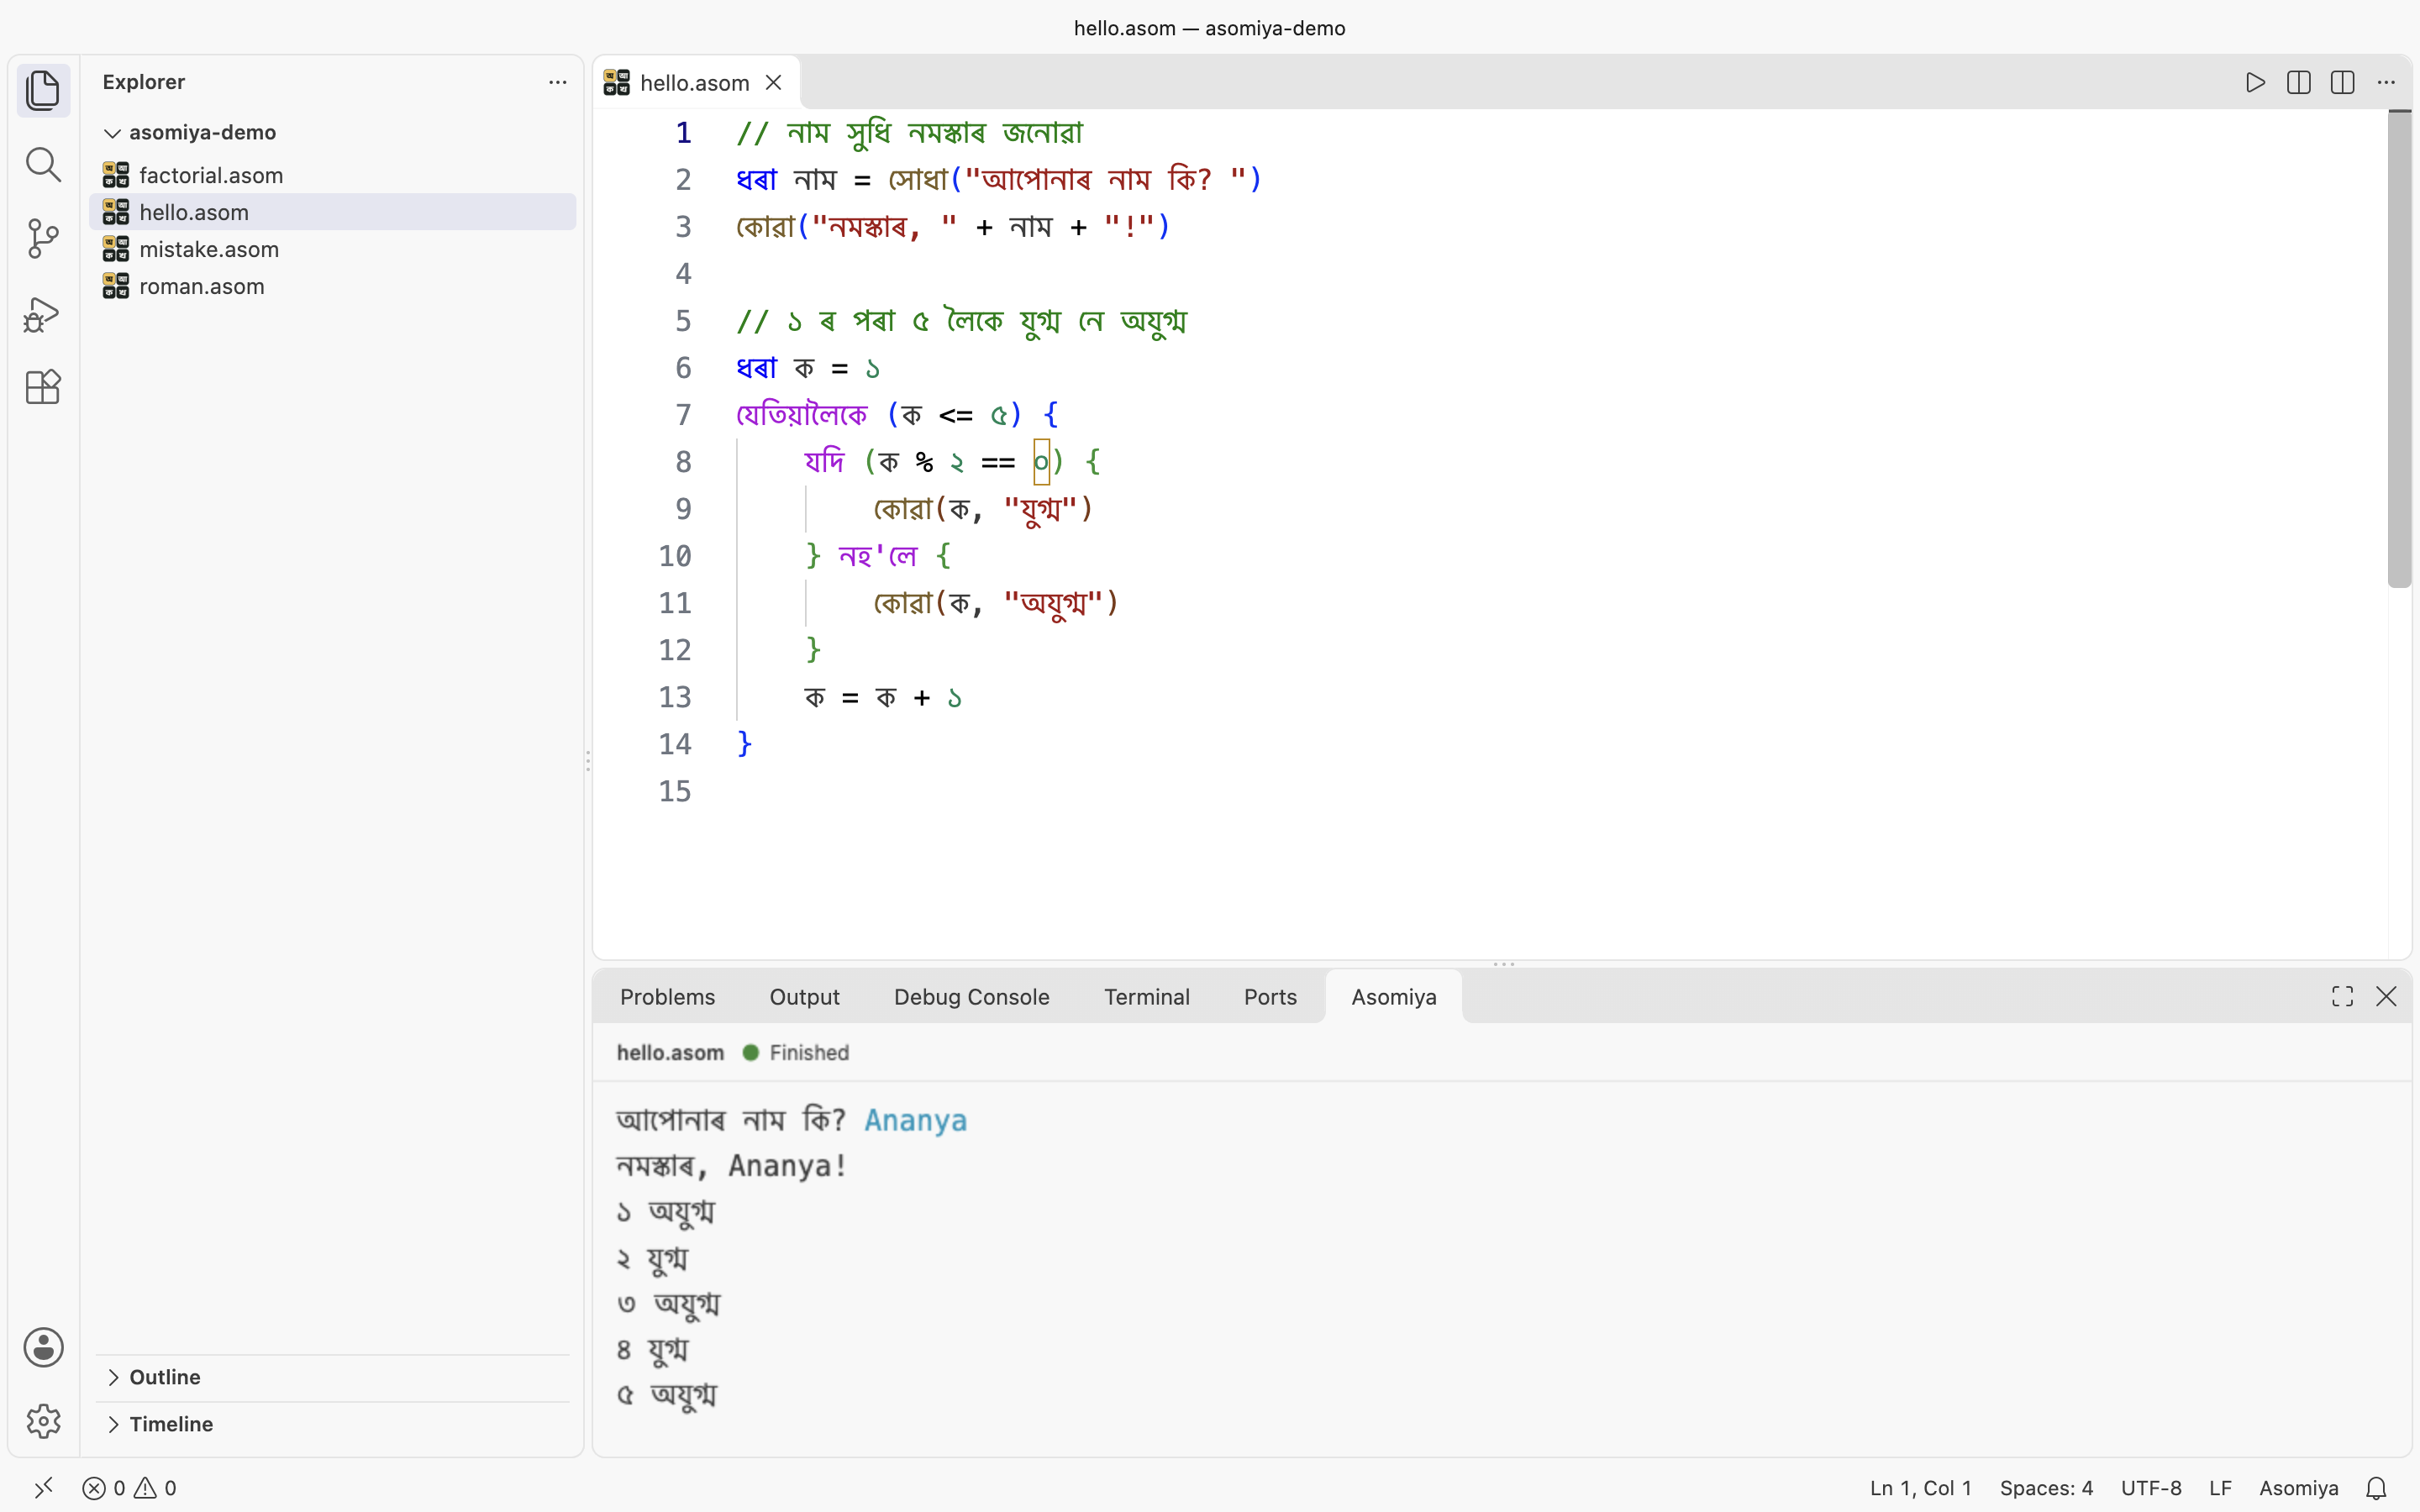 hello.asom — asomiya-demo
Explorer
asomiya-demo
factorial.asom
hello.asom
mistake.asom
roman.asom
Outline
Timeline
hello.asom
1 // নাম সুধি নমস্কাৰ জনোৱা
2 ধৰা নাম = সোধা("আপোনাৰ নাম কি? ")
3 কোৱা("নমস্কাৰ, " + নাম + "!")
4
5 // ১ ৰ পৰা ৫ লৈকে যুগ্ম নে অযুগ্ম
6 ধৰা ক = ১
7 যেতিয়ালৈকে (ক <= ৫) {
8 যদি (ক % ২ == ০) {
9 কোৱা(ক, "যুগ্ম")
10 } নহ'লে {
11 কোৱা(ক, "অযুগ্ম")
12 }
13 ক = ক + ১
14 }
15
Problems Output Debug Console Terminal Ports Asomiya
hello.asom Finished
আপোনাৰ নাম কি? Ananya
নমস্কাৰ, Ananya!
১ অযুগ্ম
২ যুগ্ম
৩ অযুগ্ম
৪ যুগ্ম
৫ অযুগ্ম
0 0 Ln 1, Col 1 Spaces: 4 UTF-8 LF Asomiya